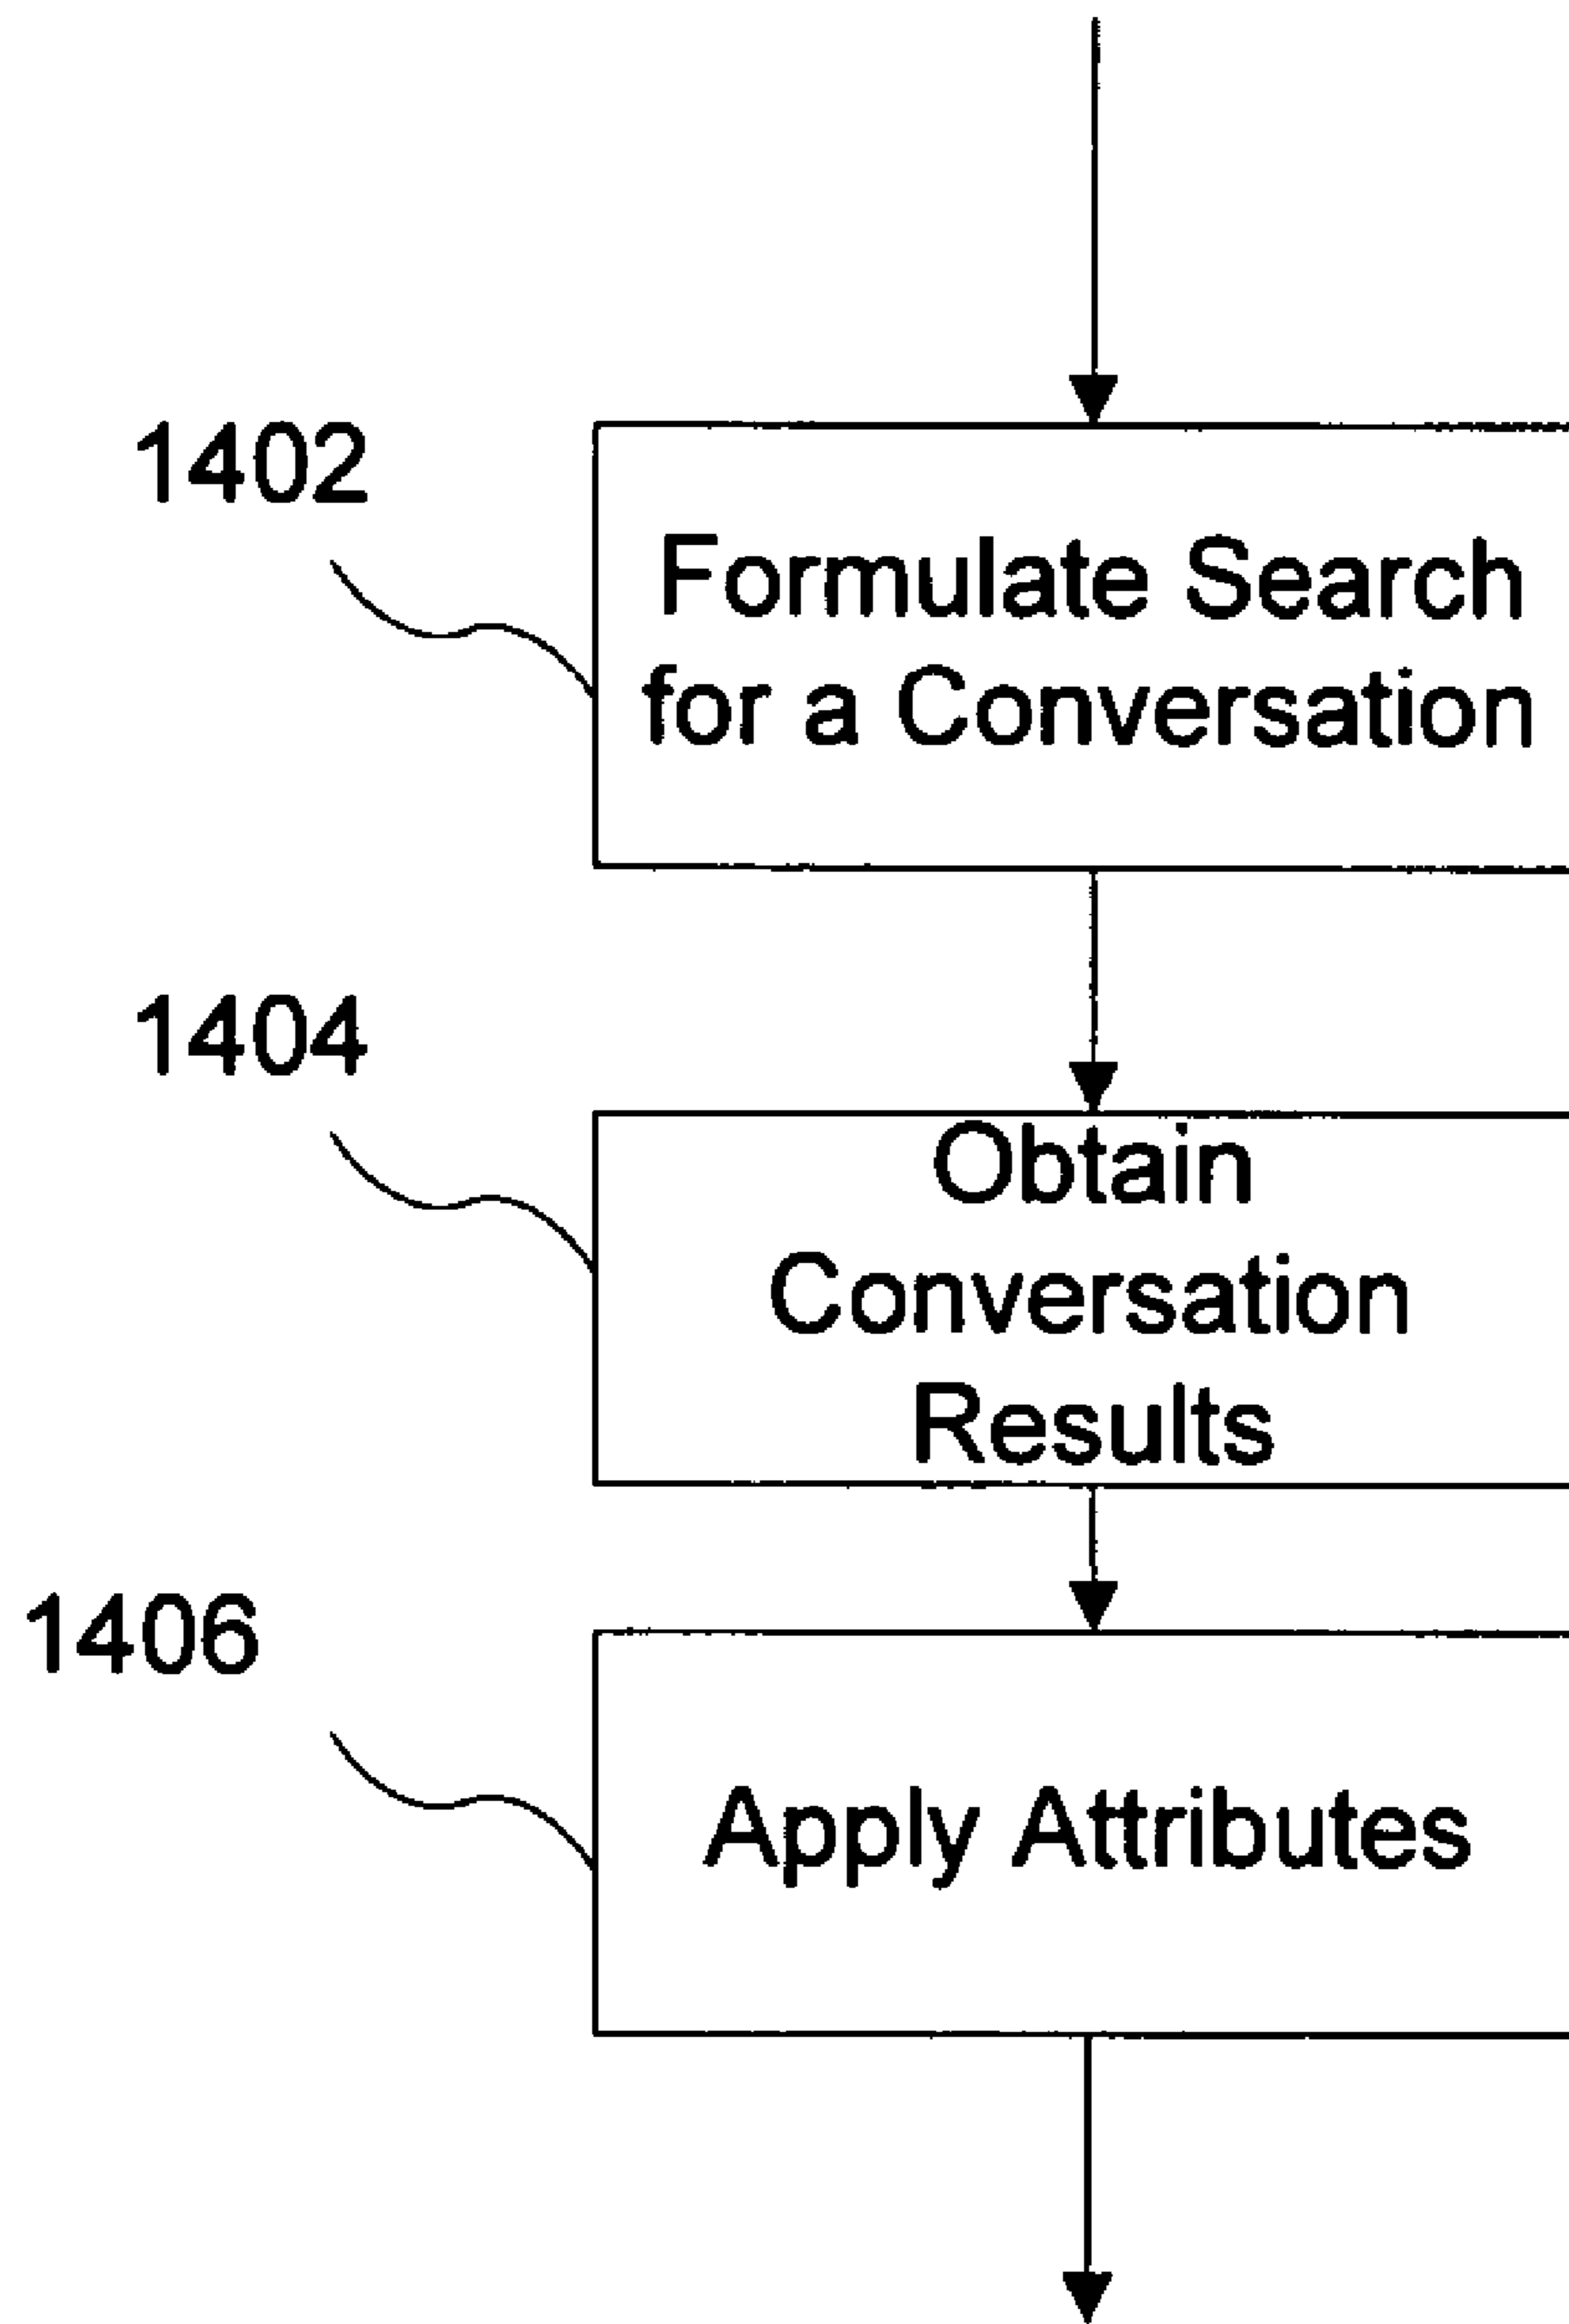 1402
Formulate Search
for a Conversation
1404
Obtain
Conversation
Results
1406
Apply Attributes